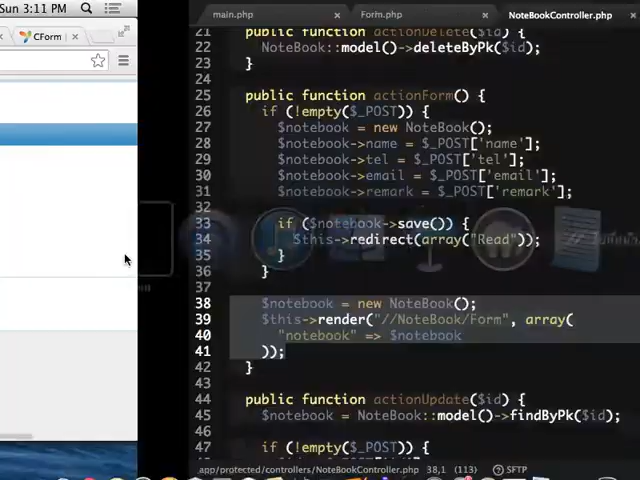 Sun 3:11 PM
main.php
Form.php
NoteBookController.php
CForm
21 public function actionDelete($id) {
22 NoteBook::model()->deleteByPk($id);
23 }
24
25 public function actionForm() {
26 if (!empty($_POST)) {
27 $notebook = new NoteBook();
28 $notebook->name = $_POST['name'];
29 $notebook->tel = $_POST['tel'];
30 $notebook->email = $_POST['email'];
31 $notebook->remark = $_POST['remark'];
32
33 if ($notebook->save()) {
34 $this->redirect(array("Read"));
35 }
36 }
37
38 $notebook = new NoteBook();
39 $this->render("//NoteBook/Form", array(
40 "notebook" => $notebook
41 ));
42 }
43
44 public function actionUpdate($id) {
45 $notebook = NoteBook::model()->findByPk($id);
46
47 if (!empty($_POST)) {
app/protected/controllers/NoteBookController.php 38,1 (113) SFTP